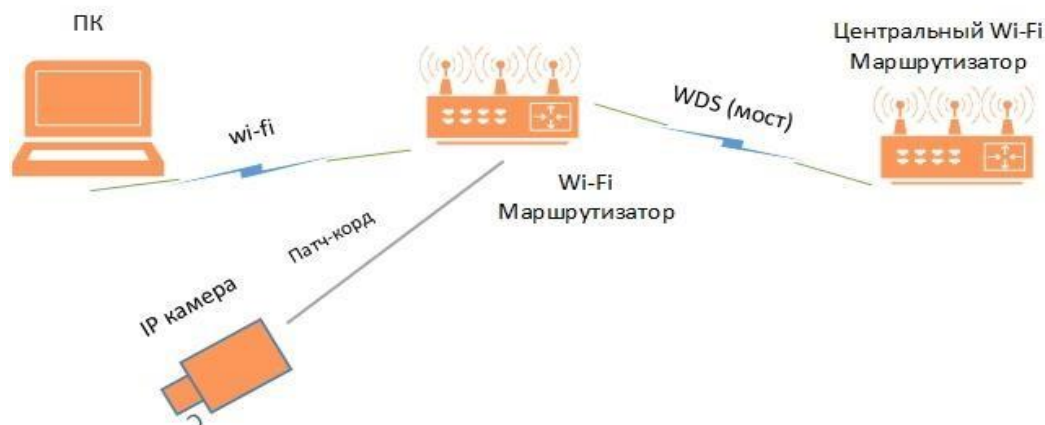 ПК
Центральный Wi-Fi
Маршрутизатор
wi-fi
WDS (мост)
Wi-Fi
Маршрутизатор
Патч-корд
IP камера